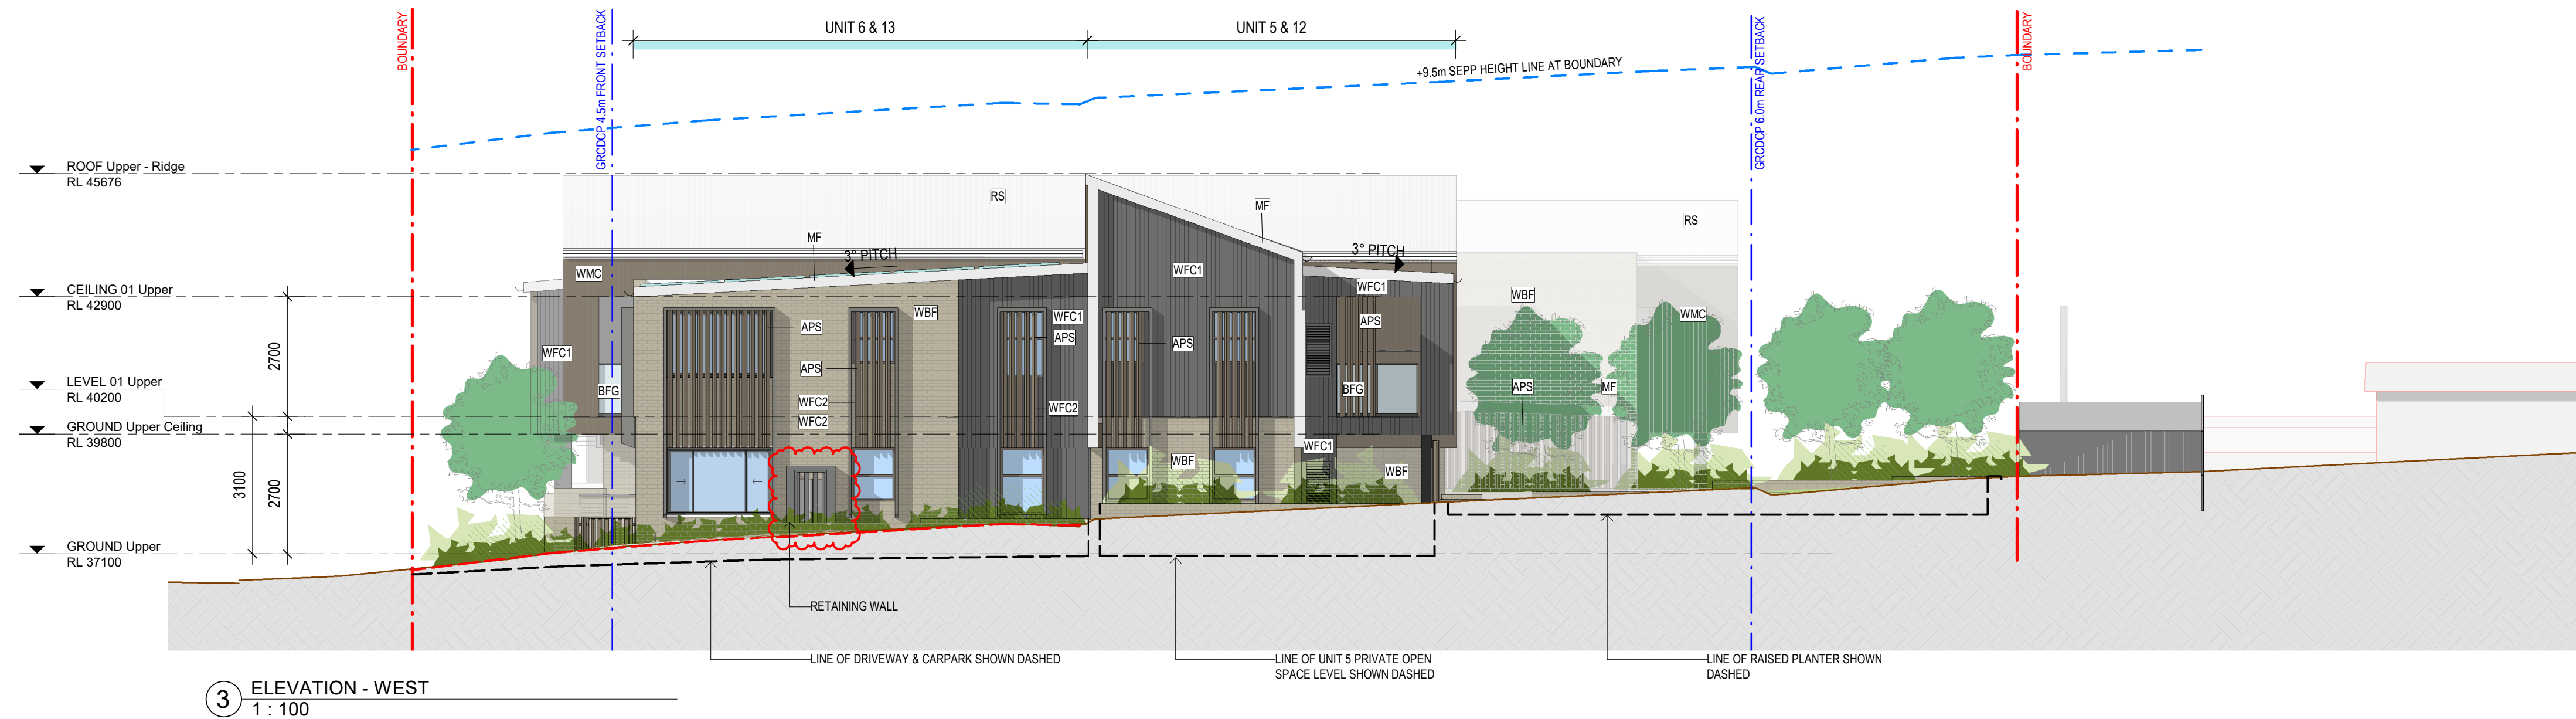 UNIT 6 & 13
UNIT 5 & 12
BOUNDARY
GRCDCP 4.5m FRONT SETBACK
+9.5m SEPP HEIGHT LINE AT BOUNDARY
GRCDCP 6.0m REAR SETBACK
BOUNDARY
ROOF Upper - Ridge
RL 45676
CEILING 01 Upper
RL 42900
LEVEL 01 Upper
RL 40200
GROUND Upper Ceiling
RL 39800
GROUND Upper
RL 37100
2700
3100
2700
RS
MF
RS
MF
3° PITCH
3° PITCH
WMC
WFC1
WFC1
WBF
WBF
WFC1
WMC
APS
APS
APS
APS
WFC1
APS
BFG
WFC2
WFC2
WFC2
BFG
APS
MF
WFC1
WBF
WBF
RETAINING WALL
LINE OF DRIVEWAY & CARPARK SHOWN DASHED
LINE OF UNIT 5 PRIVATE OPEN
SPACE LEVEL SHOWN DASHED
LINE OF RAISED PLANTER SHOWN
DASHED
3
ELEVATION - WEST
1 : 100